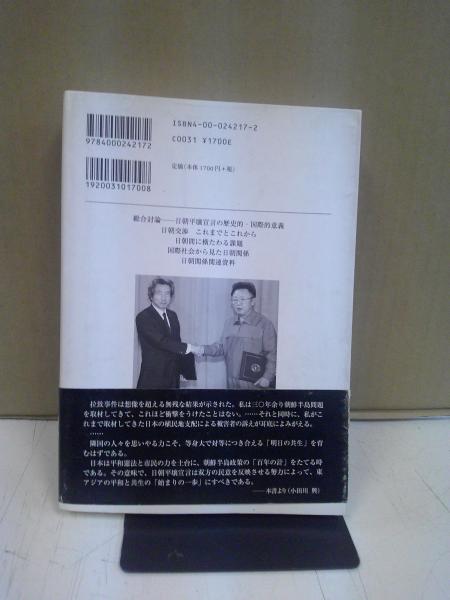 ISBN4-00-024217-2
C0031 ¥1700E
定価(本体1700円+税)
9784000242172
1920031017008
総合討論——日朝平壌宣言の歴史的・国際的意義
日朝交渉 これまでとこれから
日朝間に横たわる課題
国際社会から見た日朝関係
日朝関係関連資料
拉致事件は想像を超える無残な結果が示された。私は三〇年余り朝鮮半島問題
を取材してきて、これほど衝撃をうけたことはない。……それと同時に、私がこ
れまで取材してきた日本の植民地支配による被害者の訴えが耳底によみがえる。
……
隣国の人々を思いやる力こそ、等身大で対等につき合える「明日の共生」を育
むはずである。
日本は平和憲法と市民の力を土台に、朝鮮半島政策の「百年の計」をたてる時
である。その意味で、日朝平壌宣言は双方の民意を反映させる努力によって、東
アジアの平和と共生の「始まりの一歩」にすべきである。
——本書より(小田川 興)